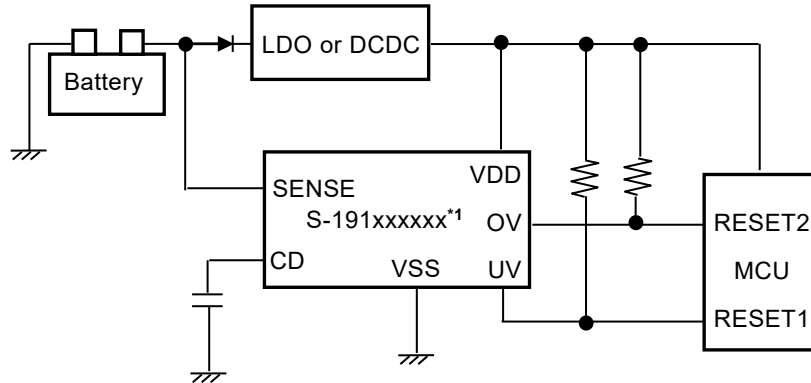 LDO or DCDC
Battery
SENSE
VDD
S-191xxxxxx*1
OV
RESET2
CD
VSS
UV
MCU
RESET1